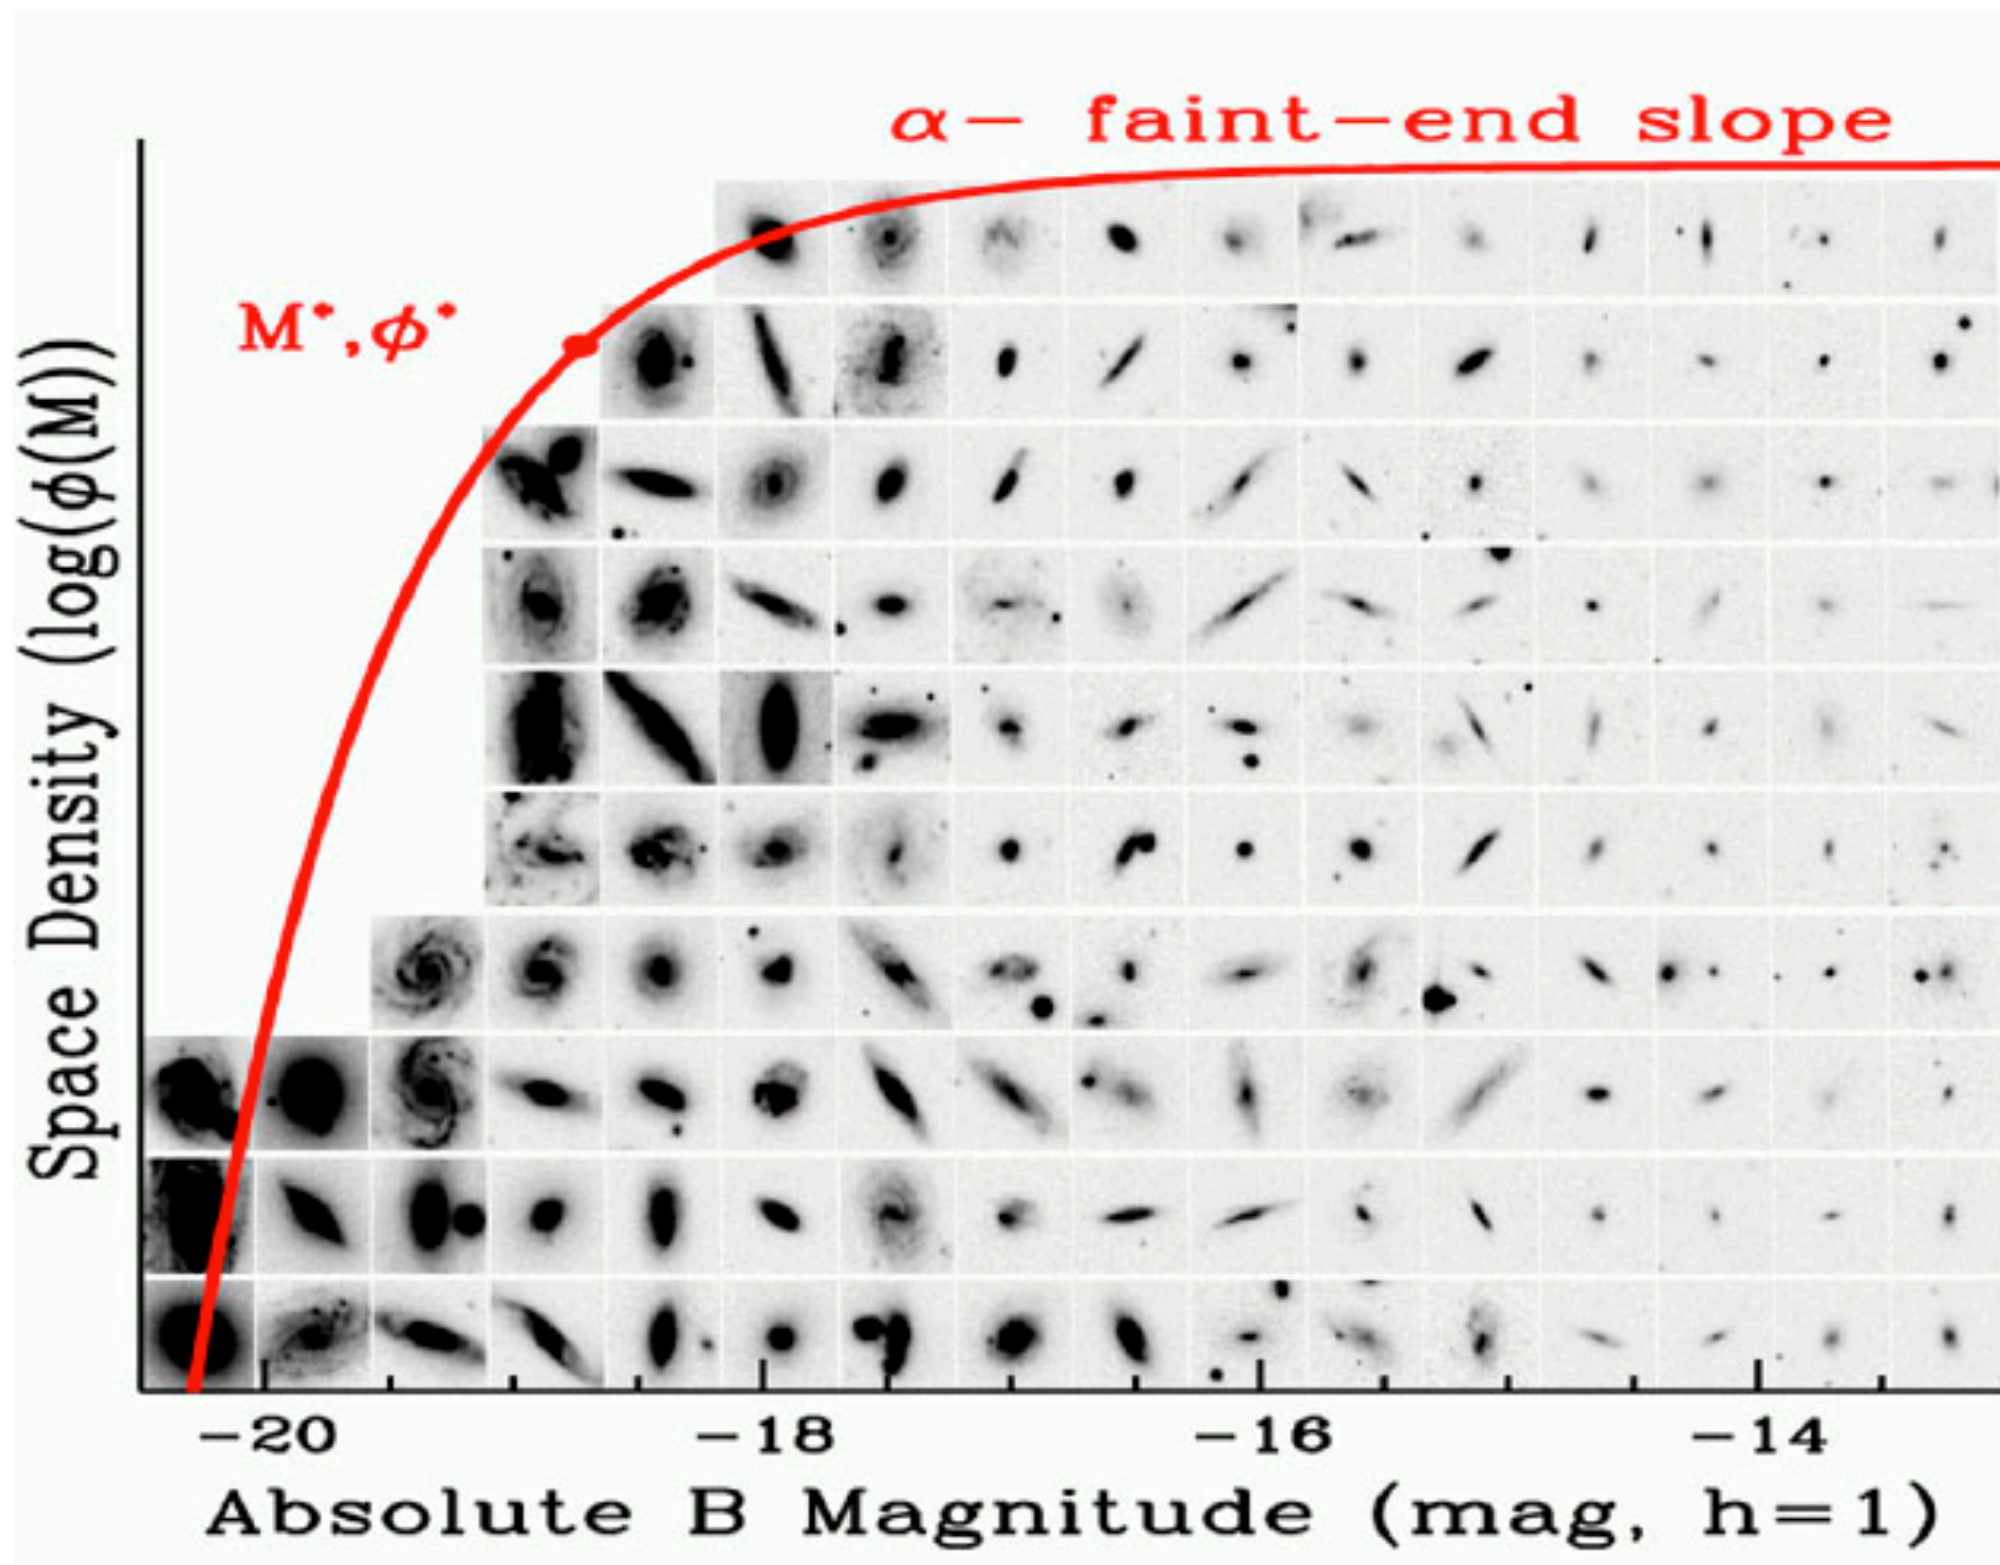 α− faint−end slope
M*,ϕ*
Space Density (log(ϕ(M)))
−20 −18 −16 −14
Absolute B Magnitude (mag, h=1)